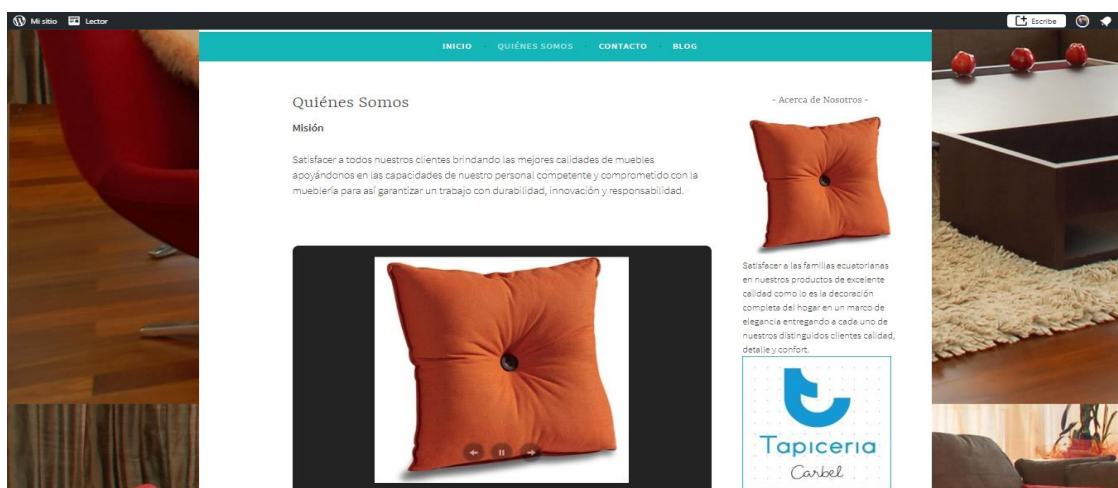 Mi sitio Lector Escribe
INICIO QUIÉNES SOMOS CONTACTO BLOG
Quiénes Somos
Misión
Satisfacer a todos nuestros clientes brindando las mejores calidades de muebles
apoyándonos en las capacidades de nuestro personal competente y comprometido con la
mueblería para así garantizar un trabajo con durabilidad, innovación y responsabilidad.
- Acerca de Nosotros -
Satisfacer a las familias ecuatorianas
en nuestros productos de excelente
calidad como lo es la decoración
completa del hogar en un marco de
elegancia entregando a cada uno de
nuestros distinguidos clientes calidad,
detalle y confort.
Tapiceria
Carbel